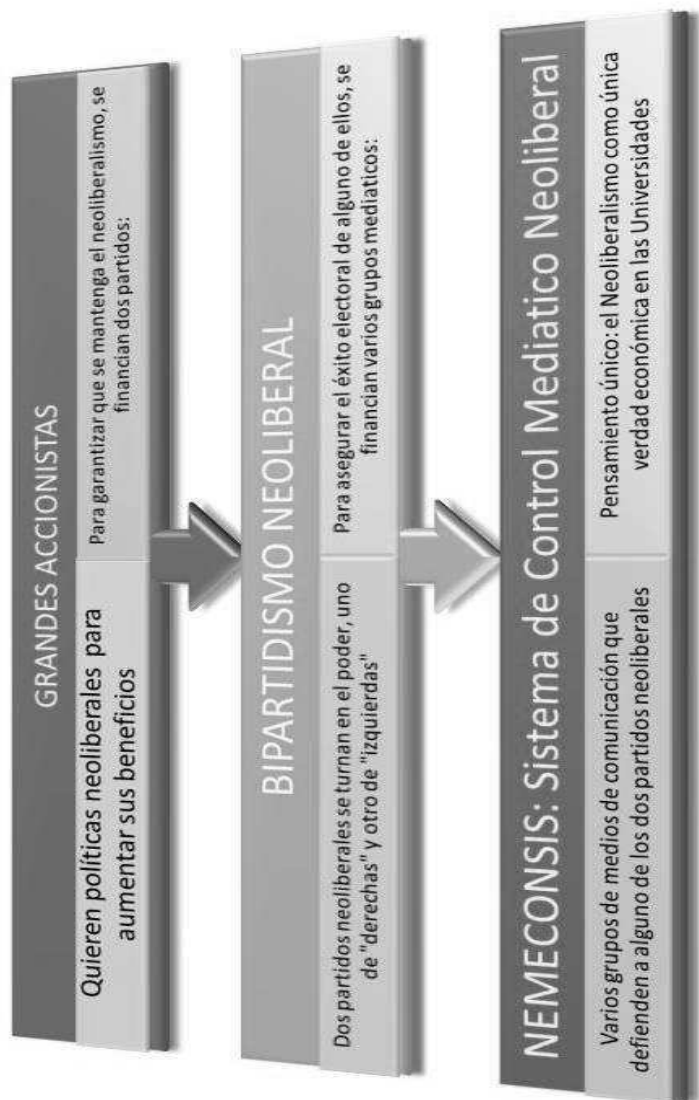 GRANDES ACCIONISTAS
Quieren políticas neoliberales para
aumentar sus beneficios
Para garantizar que se mantenga el neoliberalismo, se
financian dos partidos:
BIPARTIDISMO NEOLIBERAL
Dos partidos neoliberales se turnan en el poder, uno
de "derechas" y otro de "izquierdas"
Para asegurar el éxito electoral de alguno de ellos, se
financian varios grupos mediaticos:
NEMECONSIS: Sistema de Control Mediatico Neoliberal
Varios grupos de medios de comunicación que
defienden a alguno de los dos partidos neoliberales
Pensamiento único: el Neoliberalismo como única
verdad económica en las Universidades